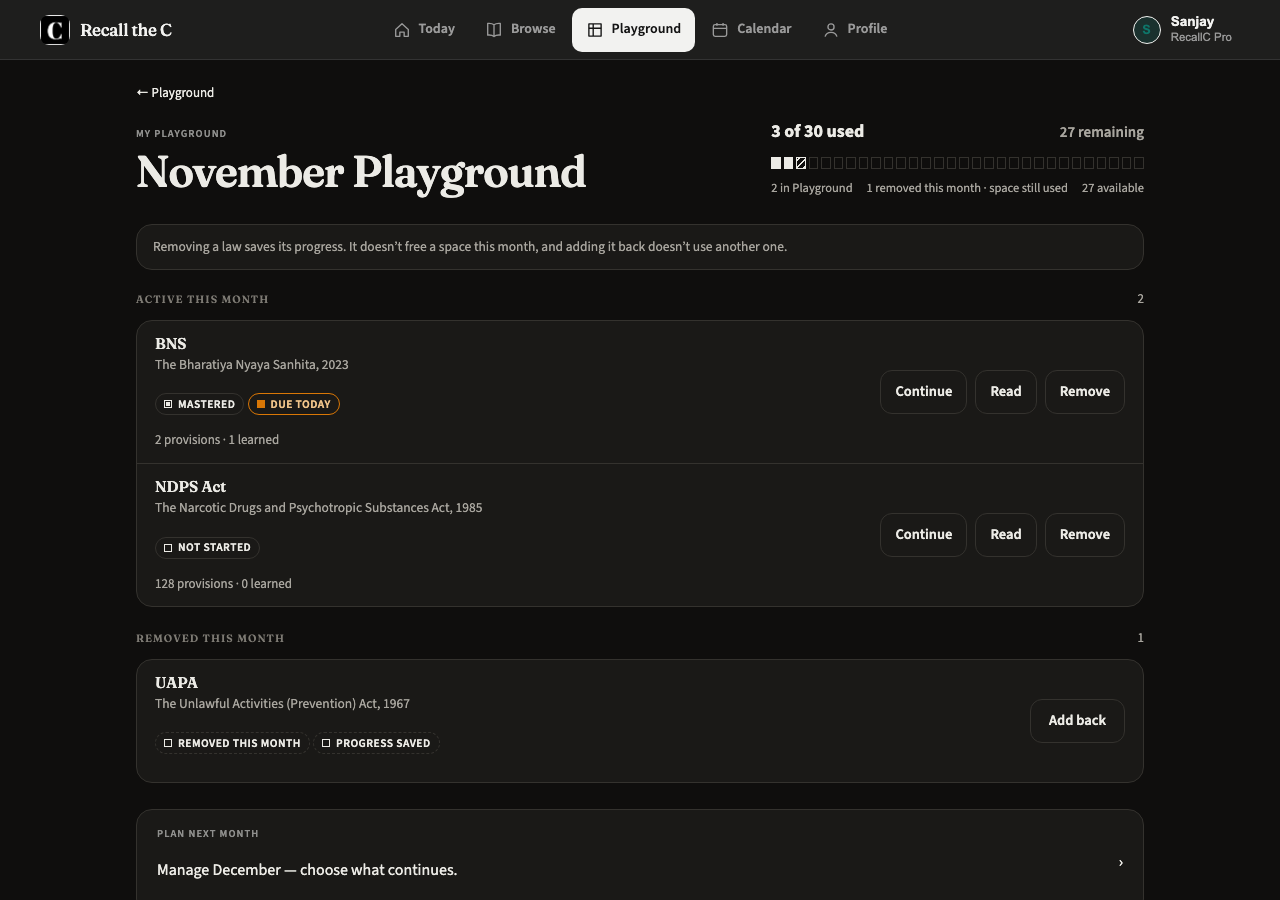 C Recall the C
Today
Browse
Playground
Calendar
Profile
S
Sanjay
RecallC Pro
← Playground
MY PLAYGROUND
November Playground
3 of 30 used
27 remaining
2 in Playground
1 removed this month · space still used
27 available
Removing a law saves its progress. It doesn’t free a space this month, and adding it back doesn’t use another one.
ACTIVE THIS MONTH
2
BNS
The Bharatiya Nyaya Sanhita, 2023
MASTERED
DUE TODAY
2 provisions · 1 learned
Continue
Read
Remove
NDPS Act
The Narcotic Drugs and Psychotropic Substances Act, 1985
NOT STARTED
128 provisions · 0 learned
Continue
Read
Remove
REMOVED THIS MONTH
1
UAPA
The Unlawful Activities (Prevention) Act, 1967
REMOVED THIS MONTH
PROGRESS SAVED
Add back
PLAN NEXT MONTH
Manage December — choose what continues.
›